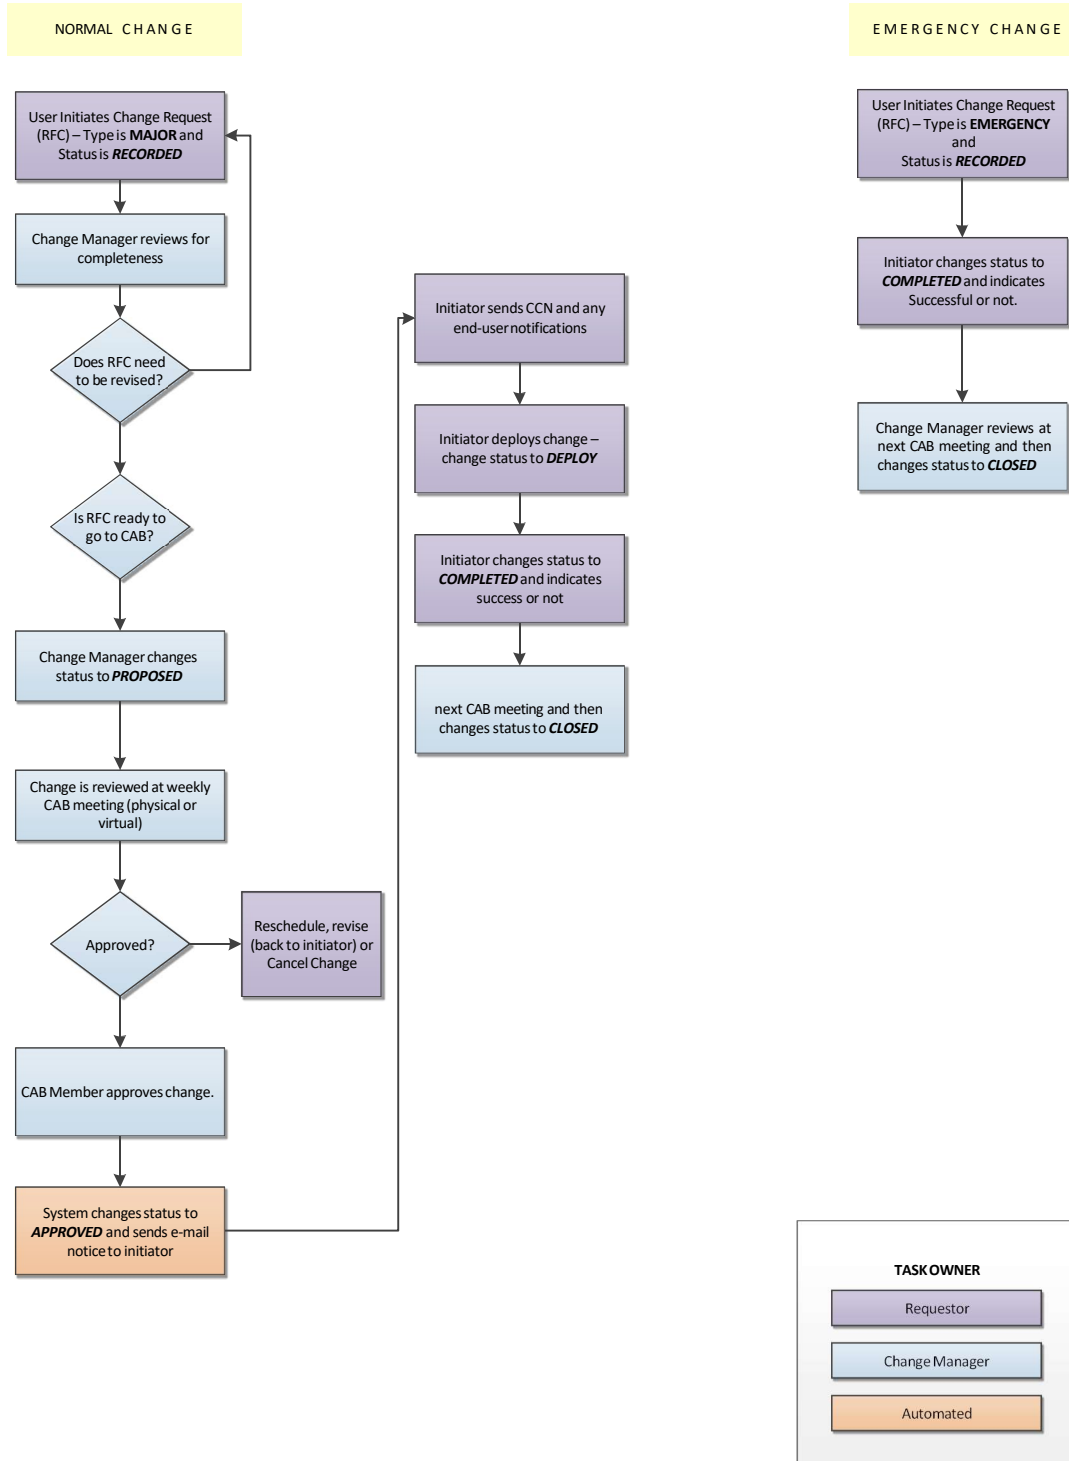 NORMAL CHANGE
User Initiates Change Request
(RFC) – Type is MAJOR and
Status is RECORDED
Change Manager reviews for
completeness
Does RFC need
to be revised?
Is RFC ready to
go to CAB?
Change Manager changes
status to PROPOSED
Change is reviewed at weekly
CAB meeting (physical or
virtual)
Approved?
Reschedule, revise
(back to initiator) or
Cancel Change
CAB Member approves change.
System changes status to
APPROVED and sends e-mail
notice to initiator
Initiator sends CCN and any
end-user notifications
Initiator deploys change –
change status to DEPLOY
Initiator changes status to
COMPLETED and indicates
success or not
next CAB meeting and then
changes status to CLOSED
EMERGENCY CHANGE
User Initiates Change Request
(RFC) – Type is EMERGENCY
and
Status is RECORDED
Initiator changes status to
COMPLETED and indicates
Successful or not.
Change Manager reviews at
next CAB meeting and then
changes status to CLOSED
TASK OWNER
Requestor
Change Manager
Automated